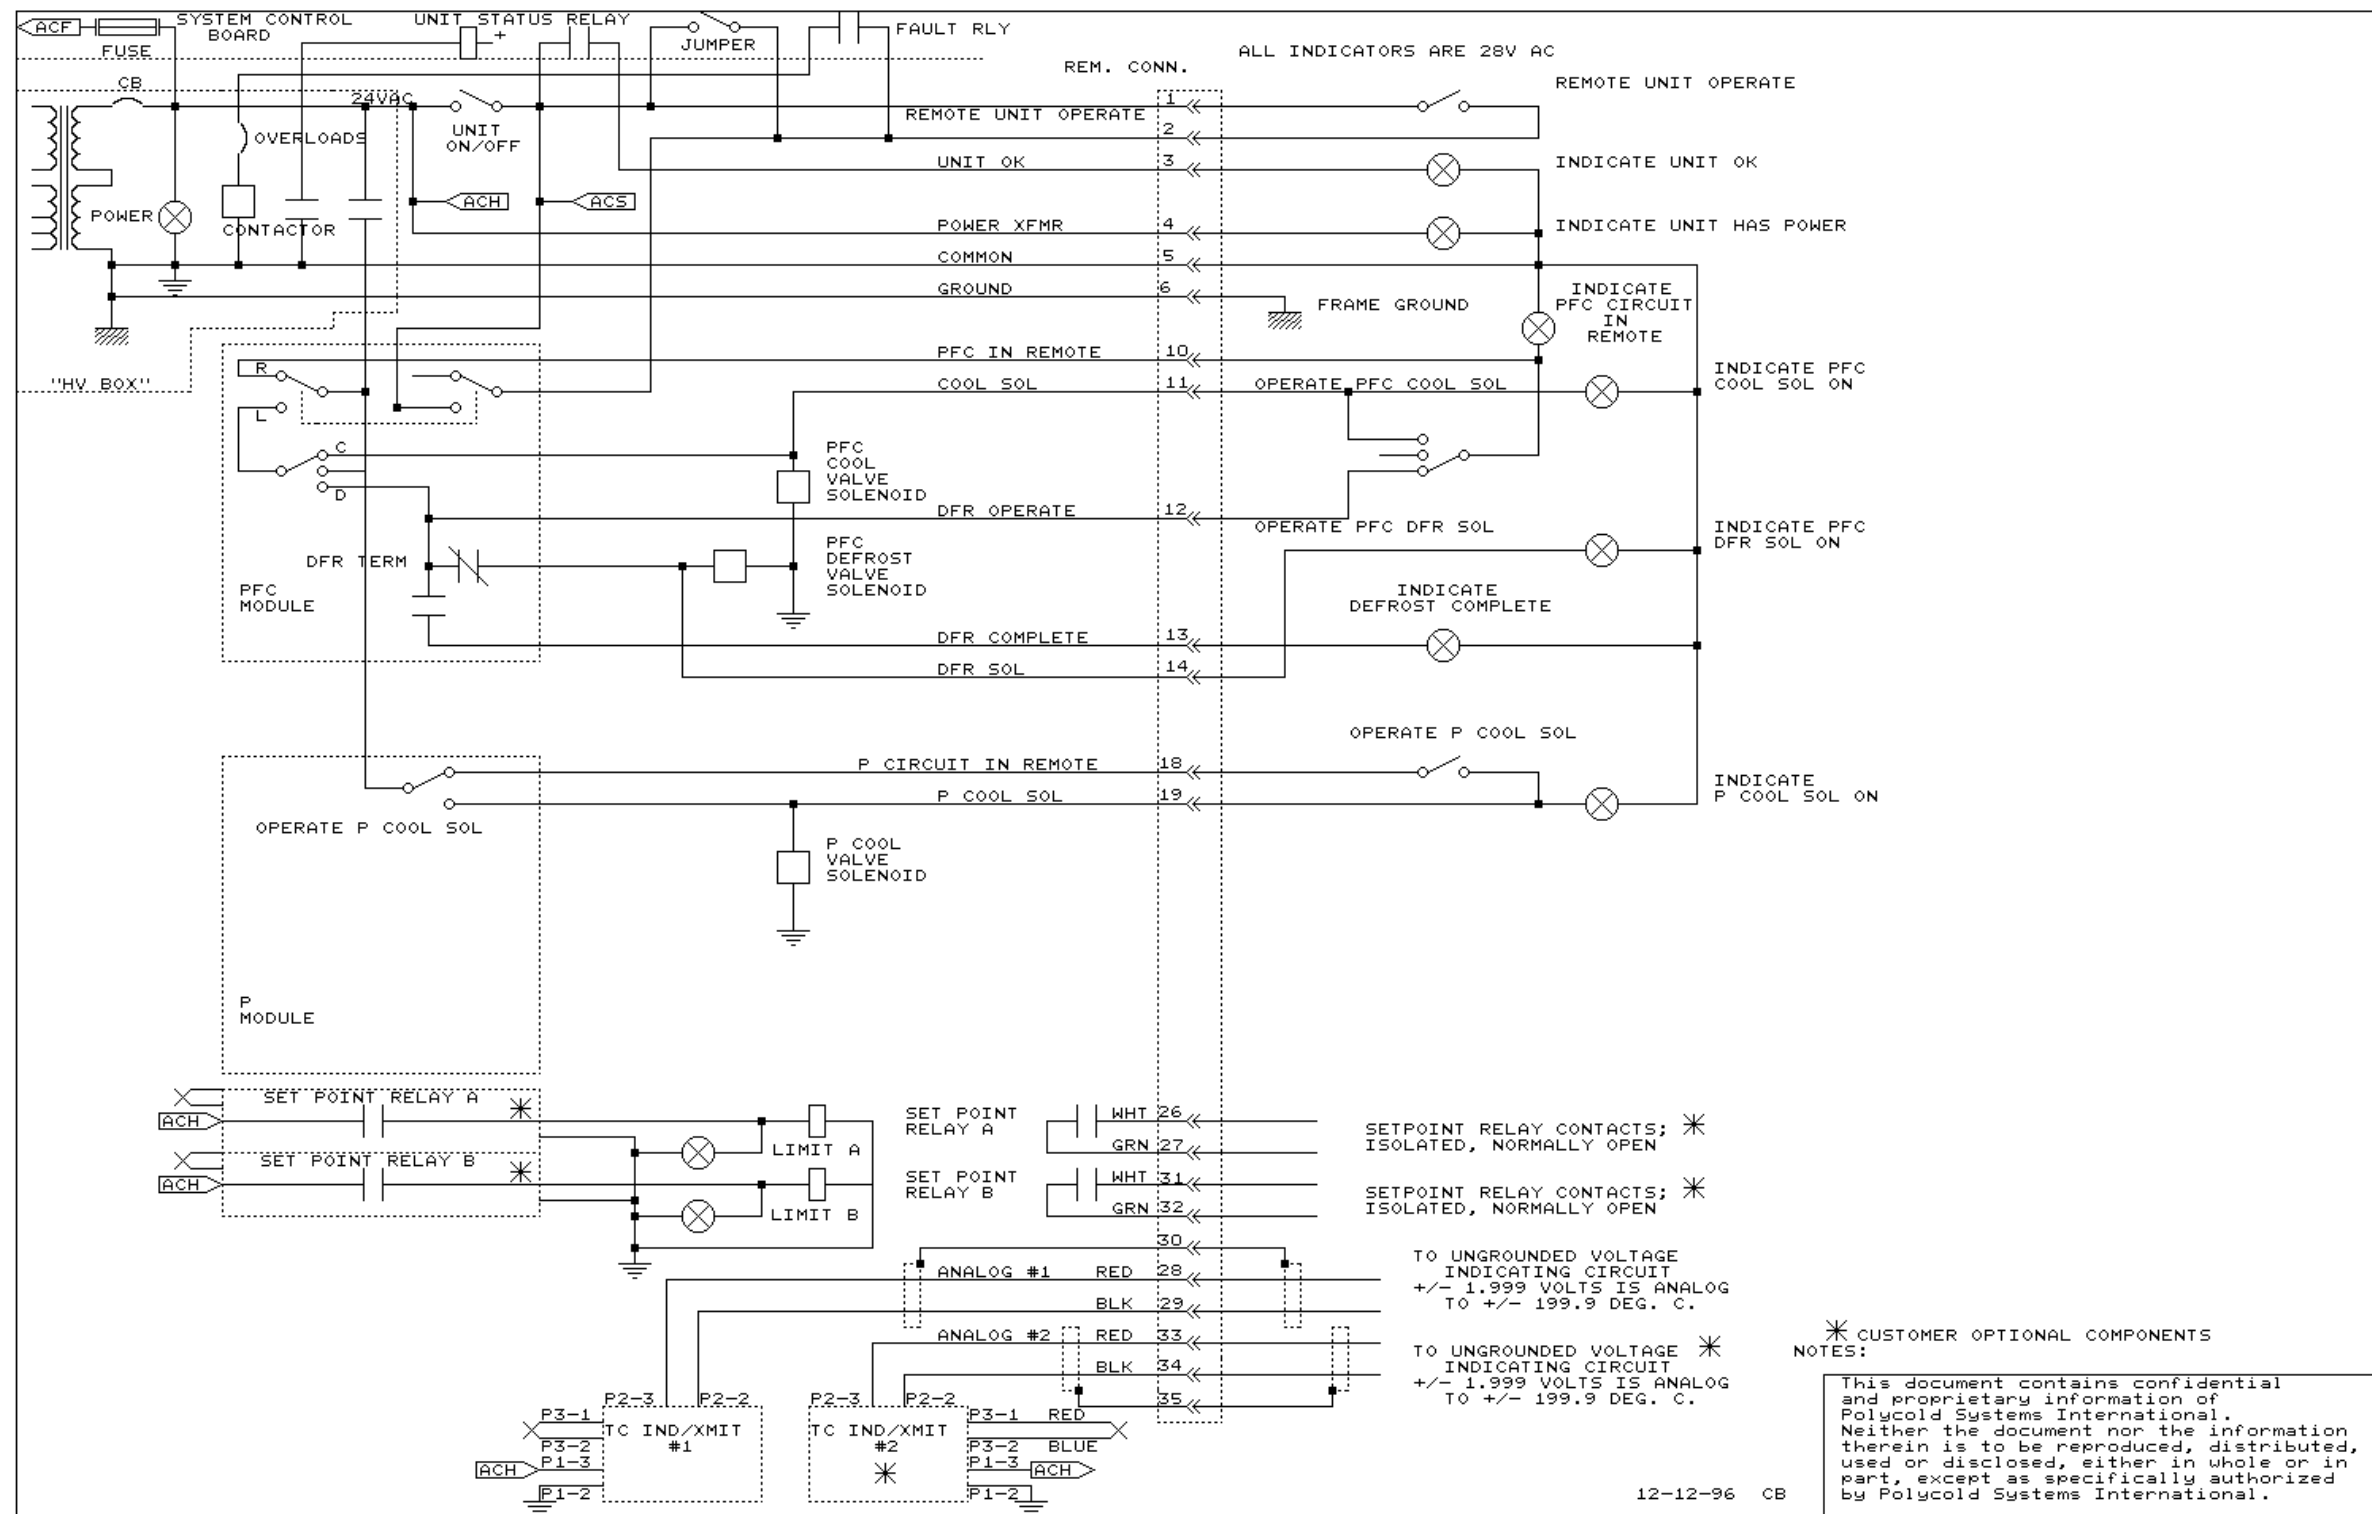 ACF
SYSTEM CONTROL
BOARD
FUSE
UNIT STATUS RELAY
+
JUMPER
FAULT RLY
ALL INDICATORS ARE 28V AC
REM. CONN.
CB
24VAC
REMOTE UNIT OPERATE
1
REMOTE UNIT OPERATE
OVERLOADS
UNIT
ON/OFF
2
UNIT OK
3
INDICATE UNIT OK
ACH
ACS
POWER
CONTACTOR
POWER XFMR
4
INDICATE UNIT HAS POWER
COMMON
5
GROUND
6
FRAME GROUND
INDICATE
PFC CIRCUIT
IN
REMOTE
"HV BOX"
R
L
PFC IN REMOTE
10
COOL SOL
11
OPERATE PFC COOL SOL
INDICATE PFC
COOL SOL ON
C
D
PFC
COOL
VALVE
SOLENOID
DFR OPERATE
12
OPERATE PFC DFR SOL
INDICATE PFC
DFR SOL ON
DFR TERM
PFC
DEFROST
VALVE
SOLENOID
PFC
MODULE
INDICATE
DEFROST COMPLETE
DFR COMPLETE
13
DFR SOL
14
OPERATE P COOL SOL
P CIRCUIT IN REMOTE
18
P COOL SOL
19
INDICATE
P COOL SOL ON
OPERATE P COOL SOL
P COOL
VALVE
SOLENOID
P
MODULE
SET POINT RELAY A
ACH
LIMIT A
SET POINT
RELAY A
WHT 26
GRN 27
SETPOINT RELAY CONTACTS;
ISOLATED, NORMALLY OPEN
SET POINT RELAY B
ACH
LIMIT B
SET POINT
RELAY B
WHT 31
GRN 32
SETPOINT RELAY CONTACTS;
ISOLATED, NORMALLY OPEN
30
ANALOG #1 RED 28
BLK 29
TO UNGROUNDED VOLTAGE
INDICATING CIRCUIT
+/- 1.999 VOLTS IS ANALOG
TO +/- 199.9 DEG. C.
ANALOG #2 RED 33
BLK 34
35
TO UNGROUNDED VOLTAGE
INDICATING CIRCUIT
+/- 1.999 VOLTS IS ANALOG
TO +/- 199.9 DEG. C.
P2-3 P2-2
P3-1
TC IND/XMIT
#1
P3-2
ACH
P1-3
P1-2
P2-3 P2-2
TC IND/XMIT
#2
P3-1 RED
P3-2 BLUE
P1-3
ACH
P1-2
CUSTOMER OPTIONAL COMPONENTS
NOTES:
This document contains confidential
and proprietary information of
Polycold Systems International.
Neither the document nor the information
therein is to be reproduced, distributed,
used or disclosed, either in whole or in
part, except as specifically authorized
by Polycold Systems International.
12-12-96 CB